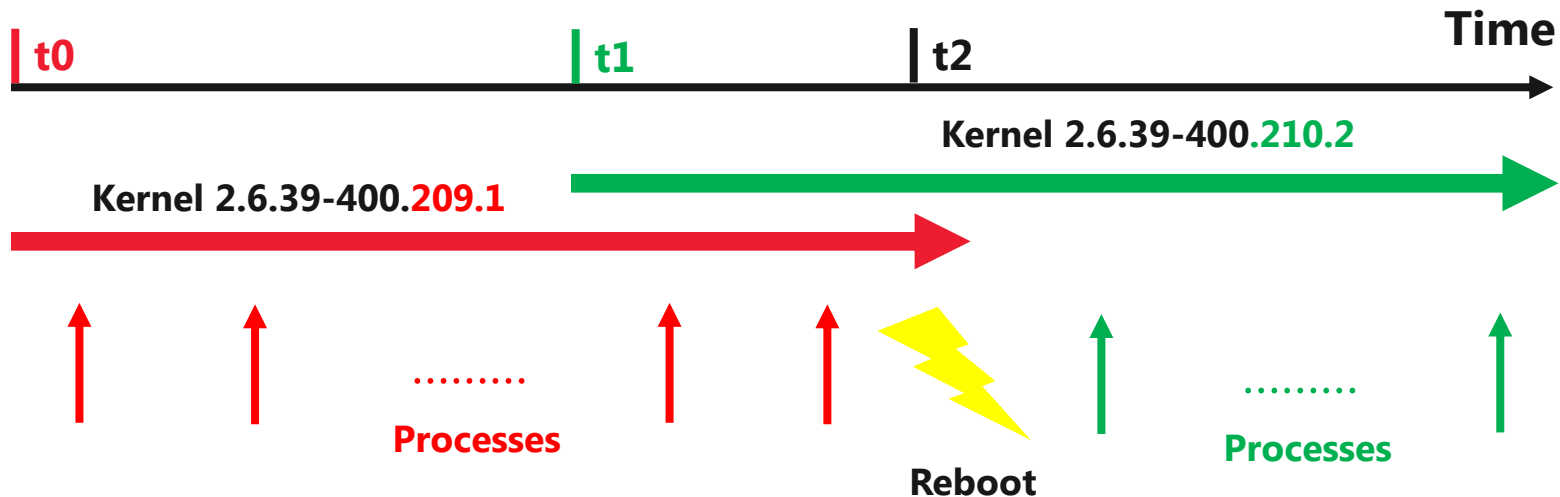 Time
t0
t1
t2
Kernel 2.6.39-400.210.2
Kernel 2.6.39-400.209.1
.........
.........
Processes
Processes
Reboot